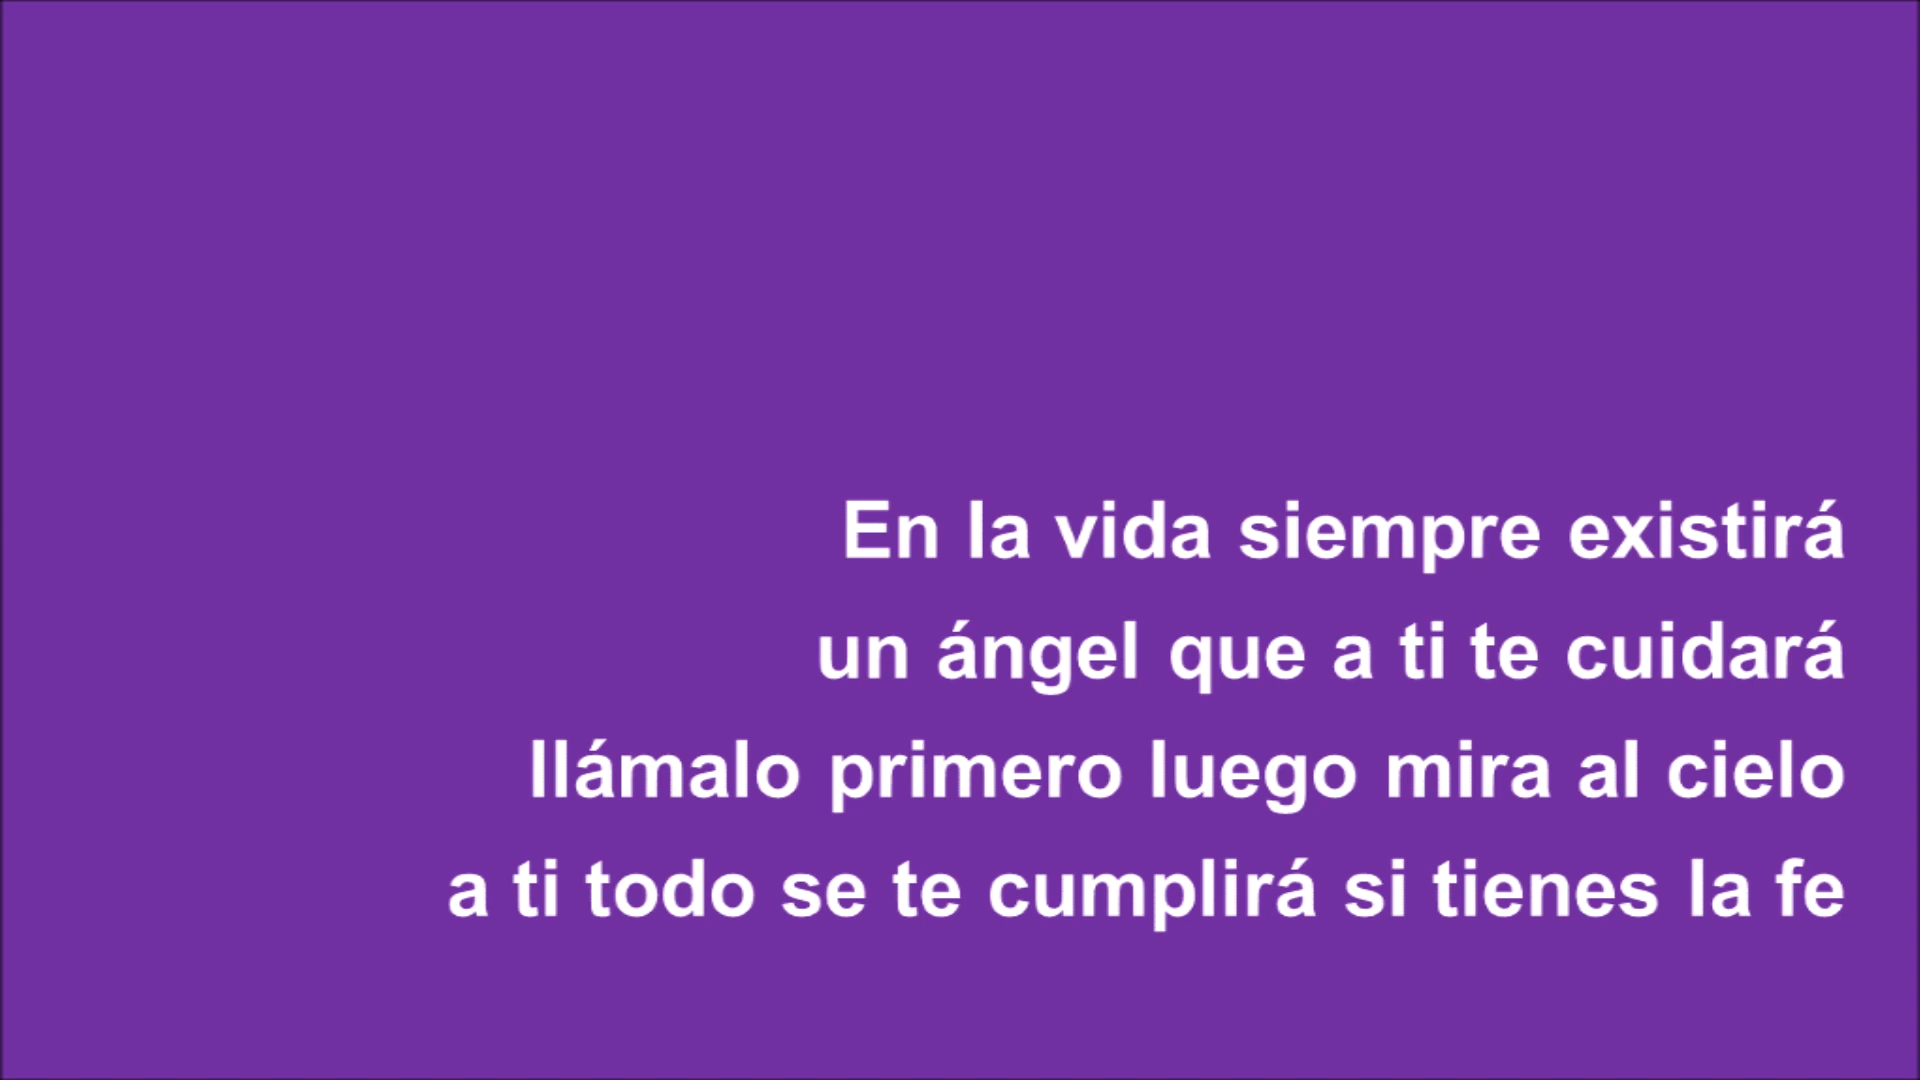 En la vida siempre existirá
un ángel que a ti te cuidará
llámalo primero luego mira al cielo
a ti todo se te cumplirá si tienes la fe